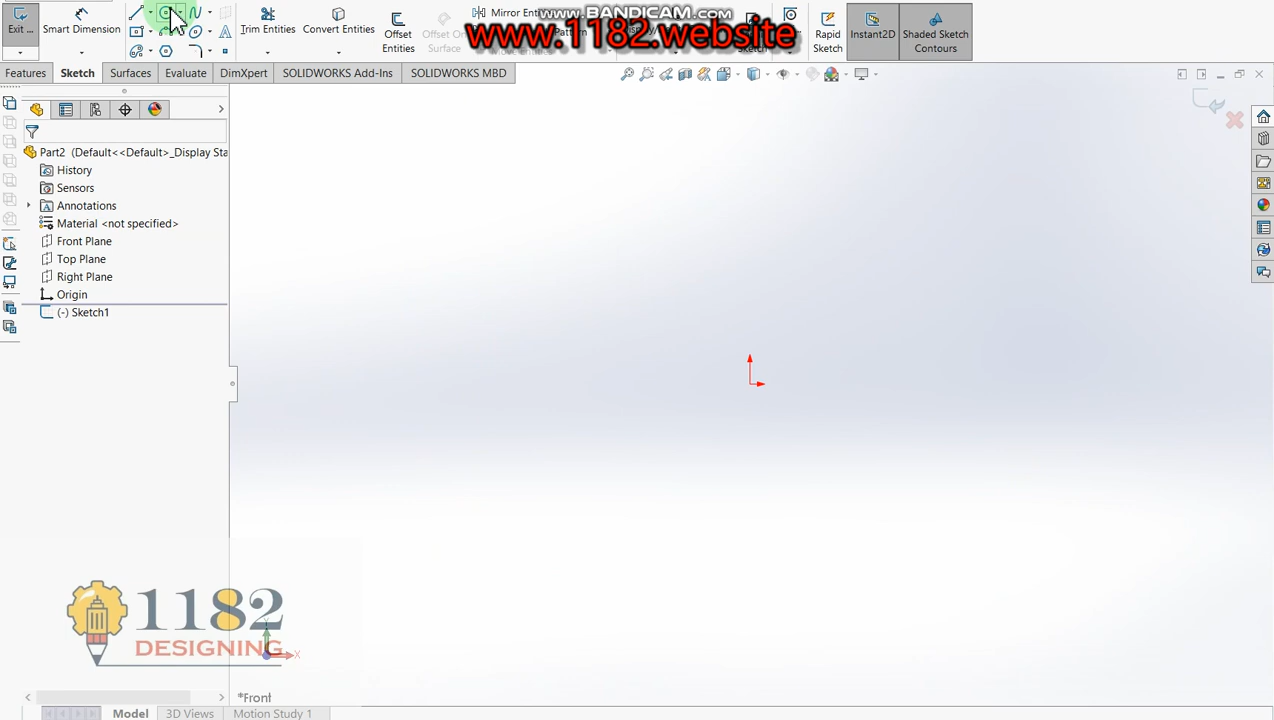 www.BANDICAM.com
www.1182.website
Exit ...
Smart Dimension
Trim Entities
Convert Entities
Offset
Entities
Offset On
Mirror Entit
Rapid
Sketch
Instant2D
Shaded Sketch
Contours
Features
Sketch
Surfaces
Evaluate
DimXpert
SOLIDWORKS Add-Ins
SOLIDWORKS MBD
Part2 (Default<<Default>_Display Sta
History
Sensors
Annotations
Material <not specified>
Front Plane
Top Plane
Right Plane
Origin
(-) Sketch1
1182
DESIGNING
Y
X
*Front
Model
3D Views
Motion Study 1